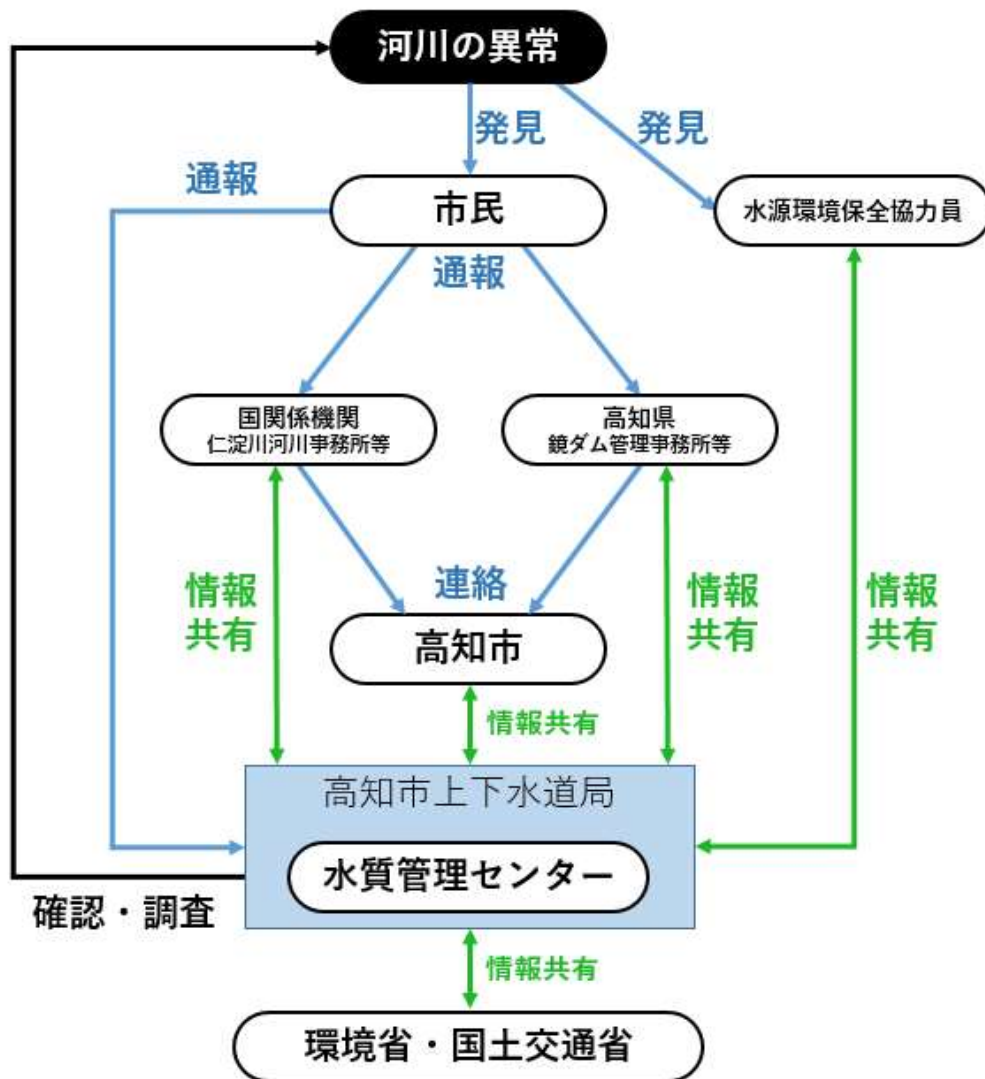 河川の異常
発見
発見
通報
市民
水源環境保全協力員
通報
国関係機関
仁淀川河川事務所等
高知県
鏡ダム管理事務所等
情報
共有
連絡
情報
共有
情報
共有
高知市
情報共有
高知市上下水道局
水質管理センター
確認・調査
情報共有
環境省・国土交通省